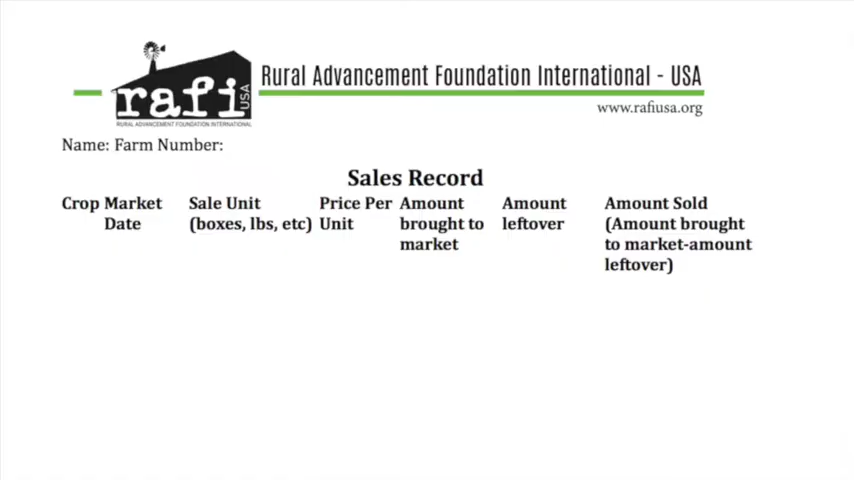 rafi USA
RURAL ADVANCEMENT FOUNDATION INTERNATIONAL
Rural Advancement Foundation International - USA
www.rafiusa.org
Name: Farm Number:
Sales Record
Crop Market Sale Unit Price Per Amount Amount Amount Sold
Date (boxes, lbs, etc) Unit brought to leftover (Amount brought
market to market-amount
leftover)